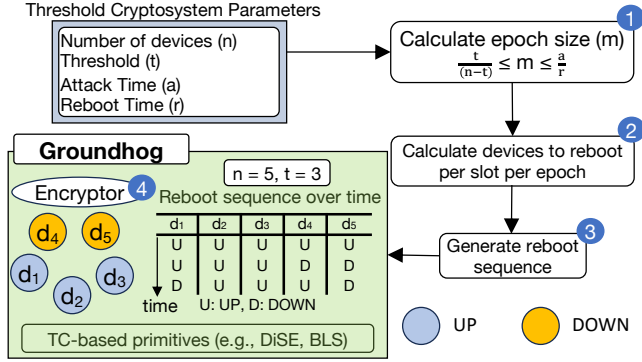 Threshold Cryptosystem Parameters
Number of devices (n)
Threshold (t)
Attack Time (a)
Reboot Time (r)
1
Calculate epoch size (m)
t/(n-t) ≤ m ≤ a/r
2
Calculate devices to reboot
per slot per epoch
3
Generate reboot
sequence
Groundhog
n = 5, t = 3
Encryptor 4
Reboot sequence over time
d1 d2 d3 d4 d5
U U U U U
U U U D D
D U U U D
time
U: UP, D: DOWN
d4 d5
d1 d2 d3
TC-based primitives (e.g., DiSE, BLS)
UP DOWN